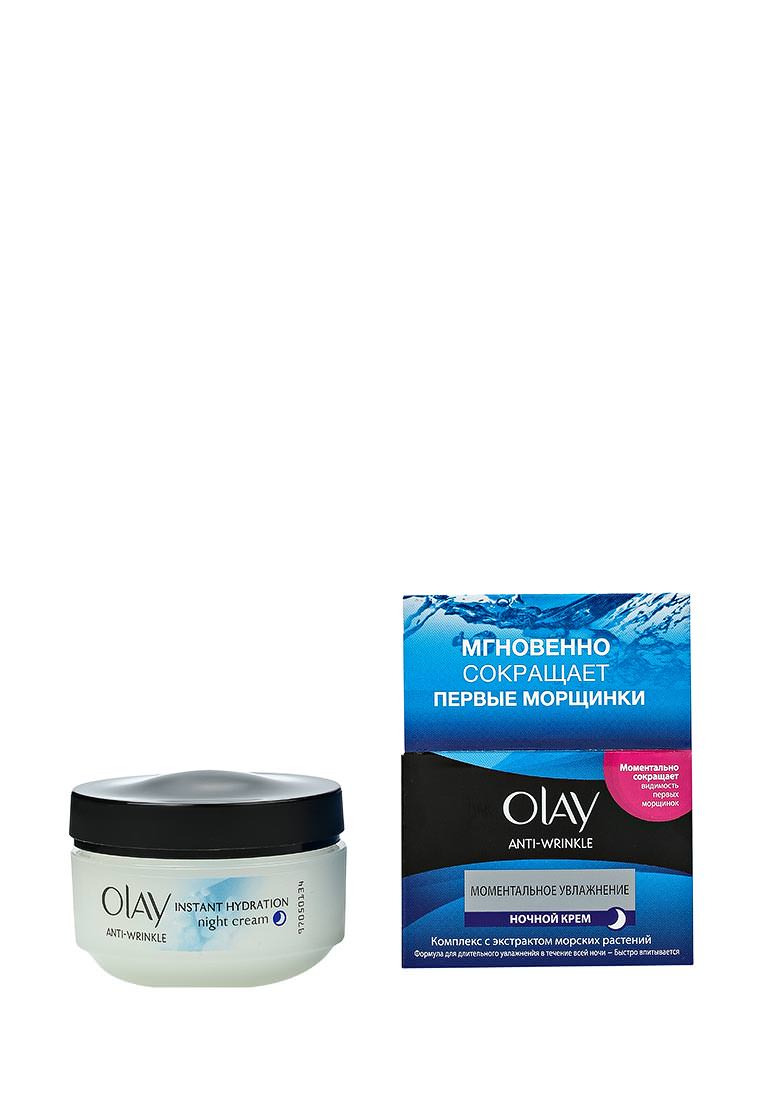 OLAY
ANTI-WRINKLE
INSTANT HYDRATION
night cream
97050134
МГНОВЕННО
СОКРАЩАЕТ
ПЕРВЫЕ МОРЩИНКИ
Моментально
сокращает
видимость
первых
морщинок
OLAY
ANTI-WRINKLE
МОМЕНТАЛЬНОЕ УВЛАЖНЕНИЕ
НОЧНОЙ КРЕМ
Комплекс с экстрактом морских растений
Формула для длительного увлажнения в течение всей ночи – Быстро впитывается